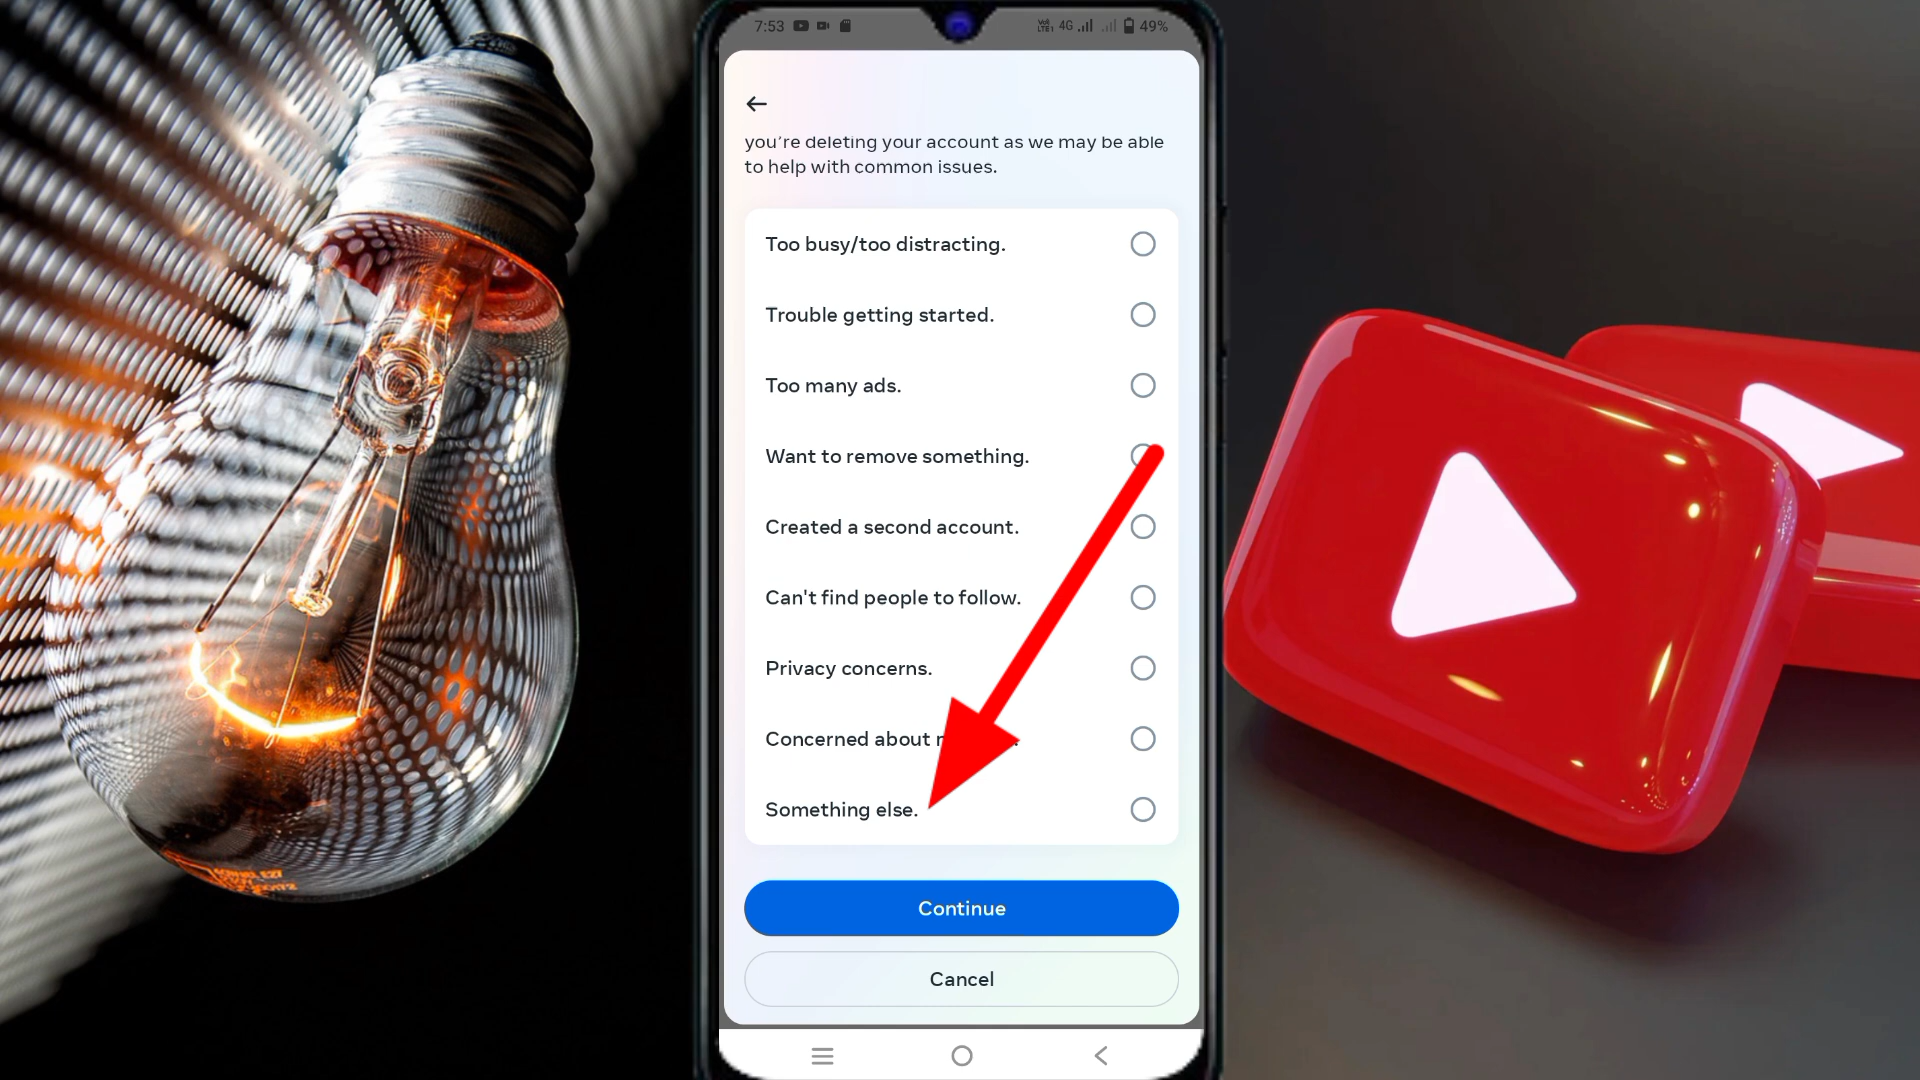 7:53
4G
49%
you're deleting your account as we may be able
to help with common issues.
Too busy/too distracting.
Trouble getting started.
Too many ads.
Want to remove something.
Created a second account.
Can't find people to follow.
Privacy concerns.
Concerned about
Something else.
Continue
Cancel